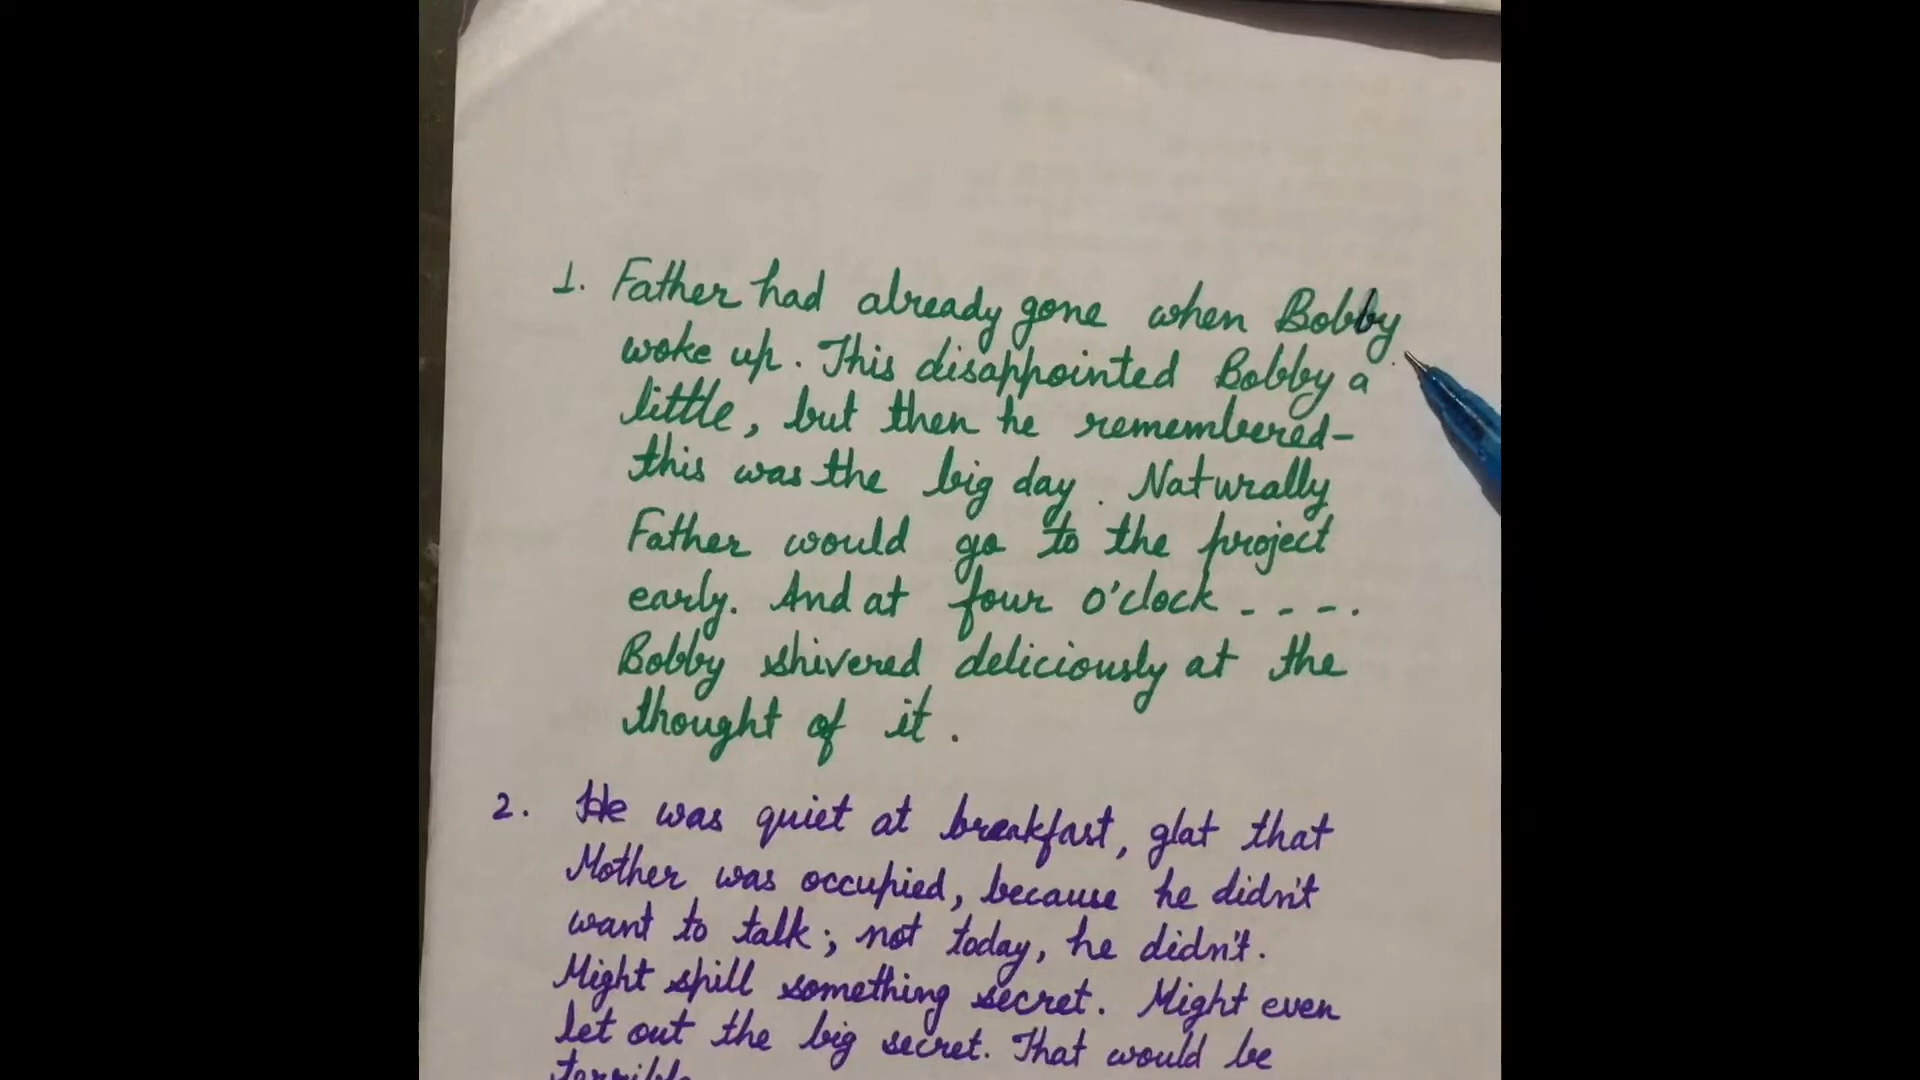 1. Father had already gone when Bobby
woke up. This disappointed Bobby a
little, but then he remembered-
this was the big day. Naturally
Father would go to the project
early. And at four o'clock - - - .
Bobby shivered deliciously at the
thought of it.
2. He was quiet at breakfast, glat that
Mother was occupied, because he didn't
want to talk; not today, he didn't.
Might spill something secret. Might even
let out the big secret. That would be